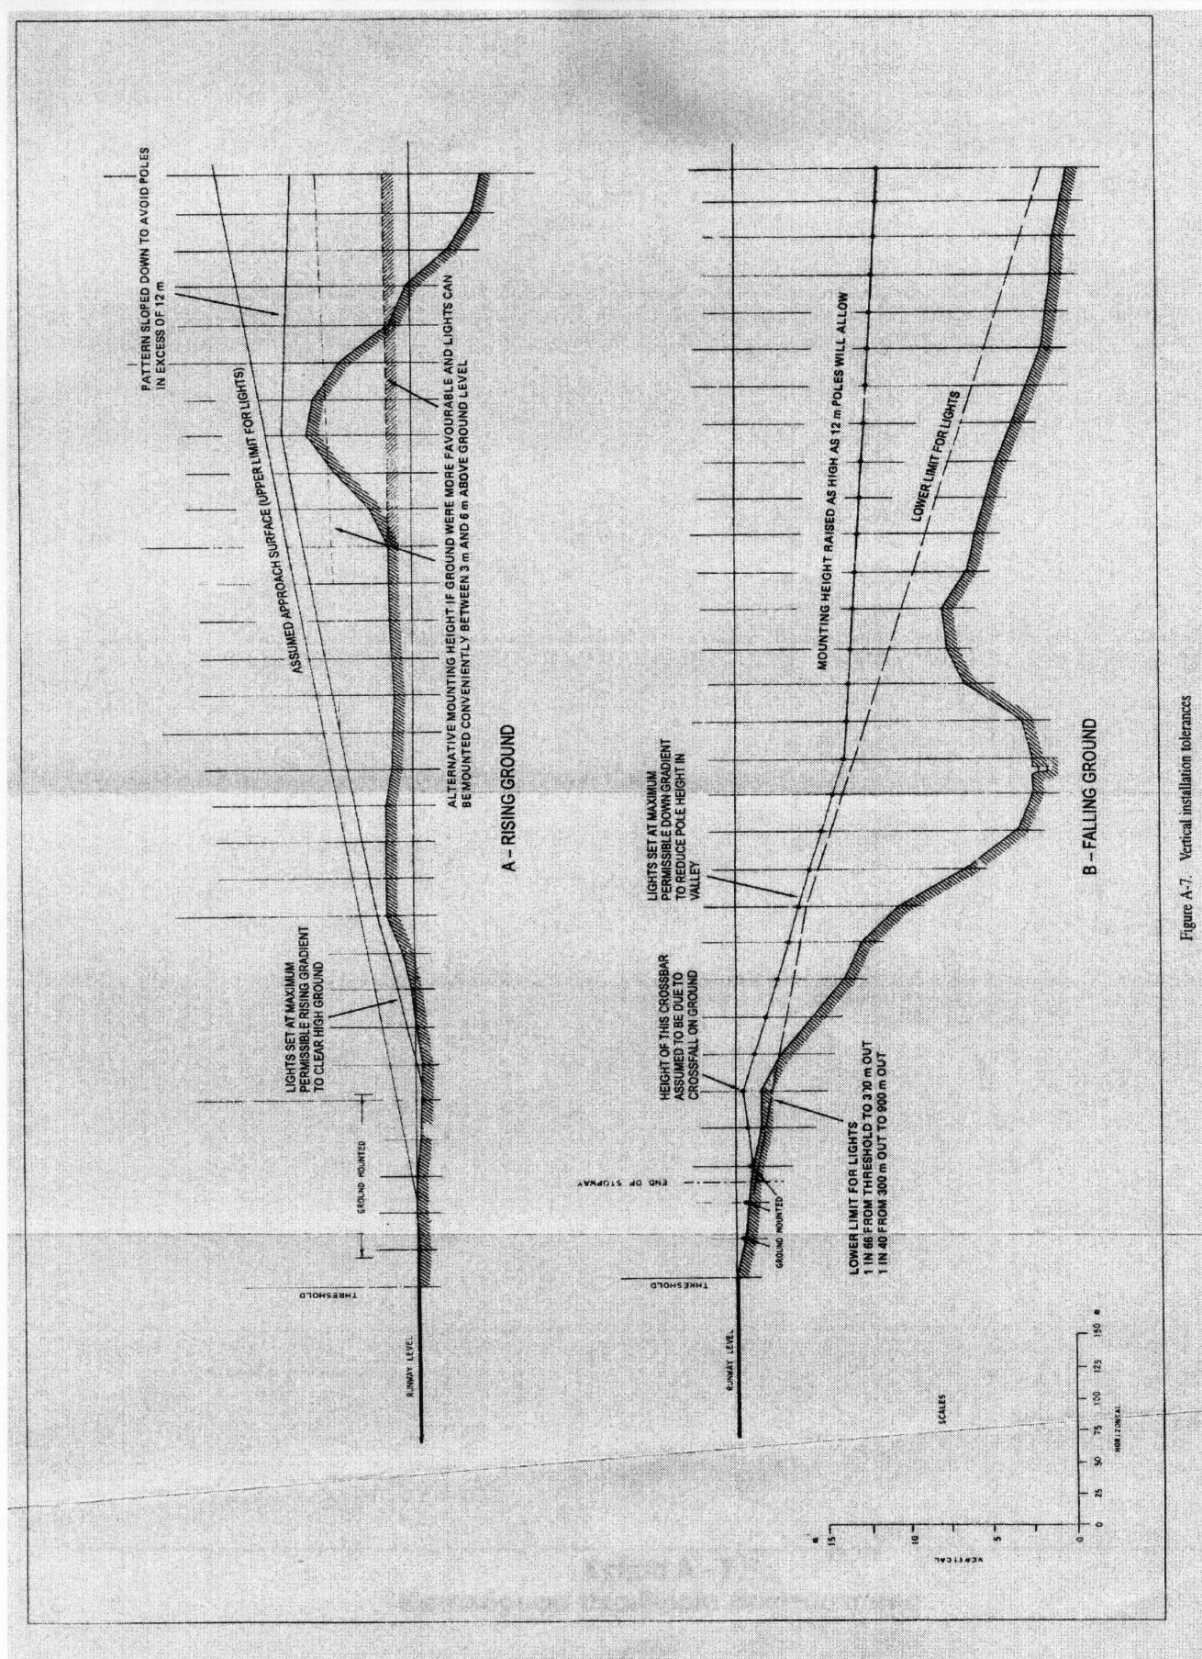 PATTERN SLOPED DOWN TO AVOID POLES
IN EXCESS OF 12 m
ASSUMED APPROACH SURFACE (UPPER LIMIT FOR LIGHTS)
LIGHTS SET AT MAXIMUM
PERMISSIBLE RISING GRADIENT
TO CLEAR HIGH GROUND
GROUND MOUNTED
THRESHOLD
RUNWAY LEVEL
ALTERNATIVE MOUNTING HEIGHT IF GROUND WERE MORE FAVOURABLE AND LIGHTS CAN
BE MOUNTED CONVENIENTLY BETWEEN 3 m AND 6 m ABOVE GROUND LEVEL
A – RISING GROUND
MOUNTING HEIGHT RAISED AS HIGH AS 12 m POLES WILL ALLOW
LOWER LIMIT FOR LIGHTS
LIGHTS SET AT MAXIMUM
PERMISSIBLE DOWN GRADIENT
TO REDUCE POLE HEIGHT IN
VALLEY
HEIGHT OF THIS CROSSBAR
ASSUMED TO BE DUE TO
CROSSFALL ON GROUND
END OF STOPWAY
GROUND MOUNTED
THRESHOLD
RUNWAY LEVEL
LOWER LIMIT FOR LIGHTS
1 IN 66 FROM THRESHOLD TO 300 m OUT
1 IN 40 FROM 300 m OUT TO 900 m OUT
B – FALLING GROUND
SCALES
m
15
10
5
0
VERTICAL
0 25 50 75 100 125 150 m
HORIZONTAL
Figure A-7. Vertical installation tolerances